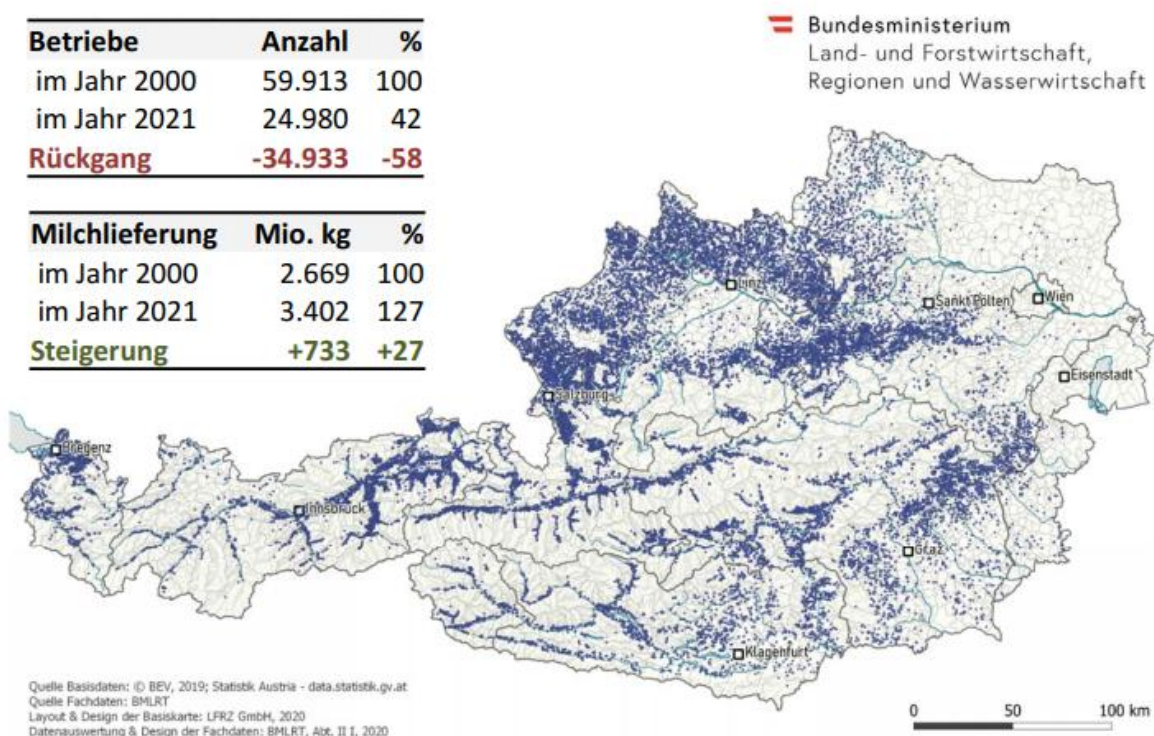 Betriebe Anzahl %
im Jahr 2000 59.913 100
im Jahr 2021 24.980 42
Rückgang -34.933 -58
Milchlieferung Mio. kg %
im Jahr 2000 2.669 100
im Jahr 2021 3.402 127
Steigerung +733 +27
Bundesministerium
Land- und Forstwirtschaft,
Regionen und Wasserwirtschaft
Linz
Sankt Pölten
Wien
Eisenstadt
Salzburg
Bregenz
Innsbruck
Graz
Klagenfurt
Quelle Basisdaten: © BEV, 2019; Statistik Austria - data.statistik.gv.at
Quelle Fachdaten: BMLRT
Layout & Design der Basiskarte: LFRZ GmbH, 2020
Datenauswertung & Design der Fachdaten: BMLRT, Abt. II 1, 2020
0 50 100 km